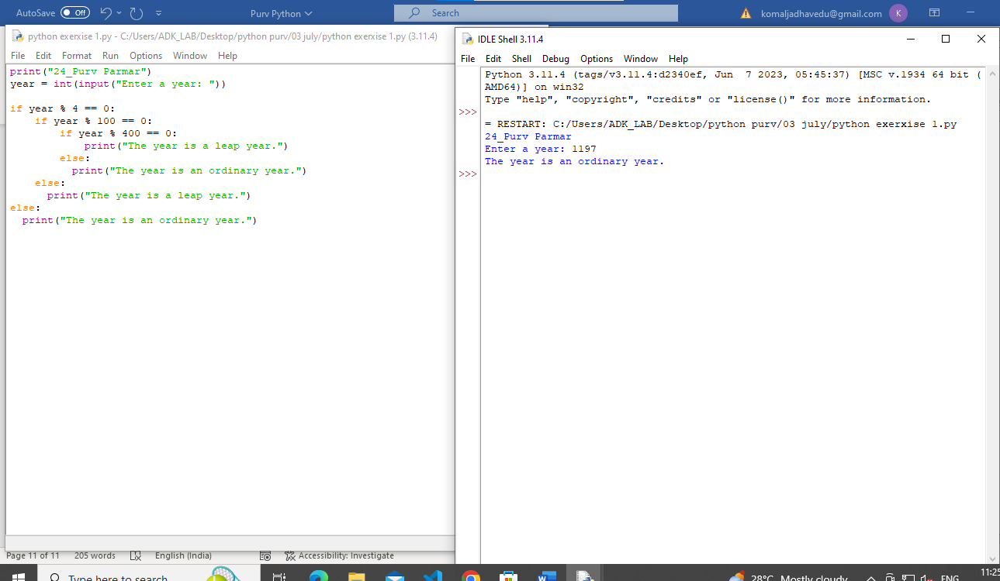 AutoSave Off Purv Python Search komaljadhavedu@gmail.com K
python exerxise 1.py - C:/Users/ADK_LAB/Desktop/python purv/03 july/python exerxise 1.py (3.11.4)
File Edit Format Run Options Window Help
print("24_Purv Parmar")
year = int(input("Enter a year: "))
if year % 4 == 0:
if year % 100 == 0:
if year % 400 == 0:
print("The year is a leap year.")
else:
print("The year is an ordinary year.")
else:
print("The year is a leap year.")
else:
print("The year is an ordinary year.")
IDLE Shell 3.11.4
File Edit Shell Debug Options Window Help
Python 3.11.4 (tags/v3.11.4:d2340ef, Jun  7 2023, 05:45:37) [MSC v.1934 64 bit (
AMD64)] on win32
Type "help", "copyright", "credits" or "license()" for more information.
>>>
= RESTART: C:/Users/ADK_LAB/Desktop/python purv/03 july/python exerxise 1.py
24_Purv Parmar
Enter a year: 1197
The year is an ordinary year.
>>>
Page 11 of 11 205 words English (India) Accessibility: Investigate
Type here to search 28°C Mostly cloudy ENG 11:25